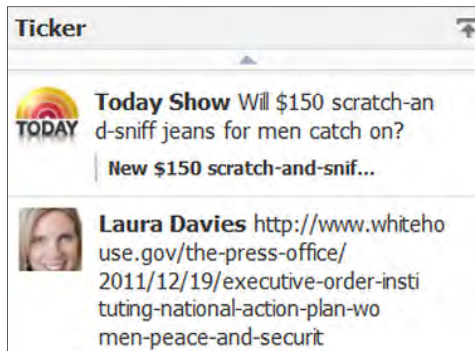 Ticker
TODAY
Today Show Will $150 scratch-an
d-sniff jeans for men catch on?
New $150 scratch-and-snif...
Laura Davies http://www.whiteho
use.gov/the-press-office/
2011/12/19/executive-order-insti
tuting-national-action-plan-wo
men-peace-and-securit